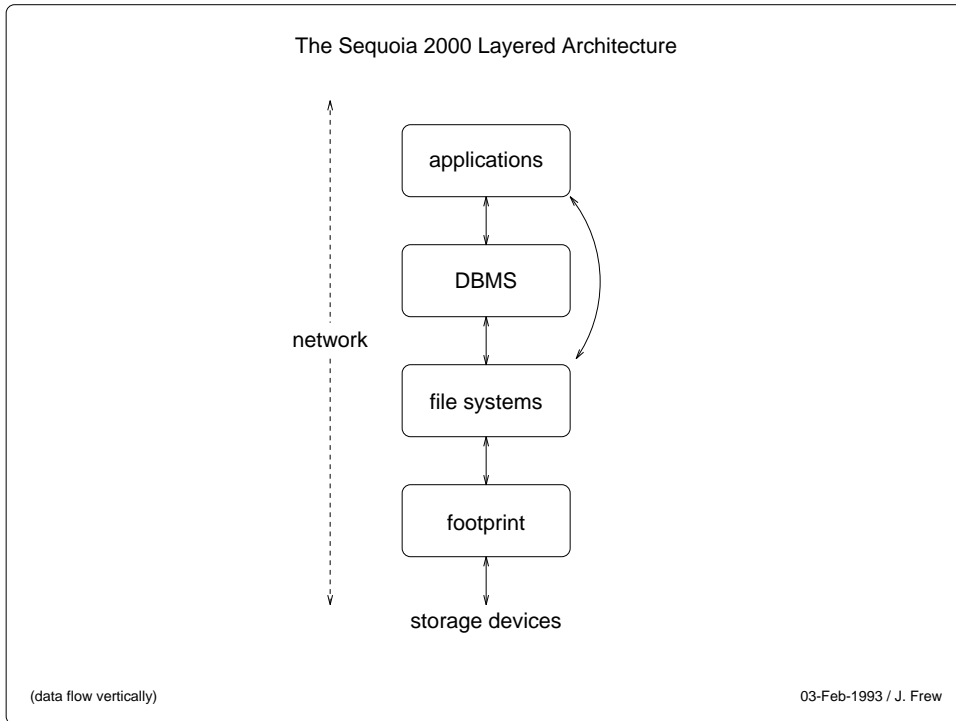 The Sequoia 2000 Layered Architecture
applications
DBMS
network
file systems
footprint
storage devices
(data flow vertically)
03-Feb-1993 / J. Frew